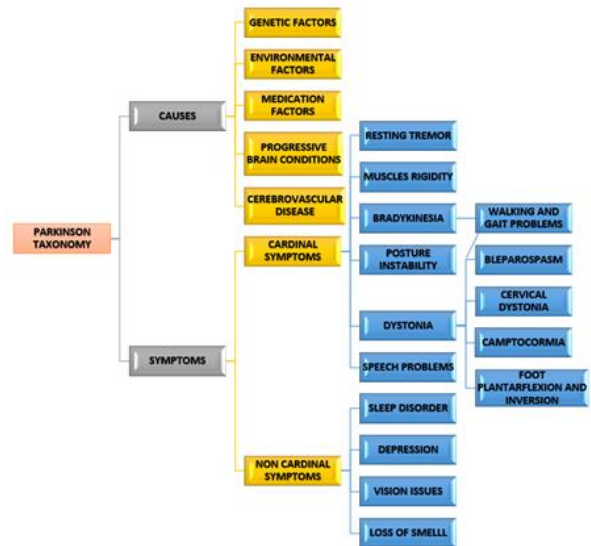 GENETIC FACTORS
ENVIRONMENTAL
FACTORS
MEDICATION
FACTORS
CAUSES
PROGRESSIVE
BRAIN CONDITIONS
CEREBROVASCULAR
DISEASE
PARKINSON
TAXONOMY
SYMPTOMS
CARDINAL
SYMPTOMS
RESTING TREMOR
MUSCLES RIGIDITY
BRADYKINESIA
WALKING AND
GAIT PROBLEMS
POSTURE
INSTABILITY
DYSTONIA
BLEPAROSPASM
CERVICAL
DYSTONIA
CAMPTOCORMIA
FOOT
PLANTARFLEXION AND
INVERSION
SPEECH PROBLEMS
NON CARDINAL
SYMPTOMS
SLEEP DISORDER
DEPRESSION
VISION ISSUES
LOSS OF SMELLL